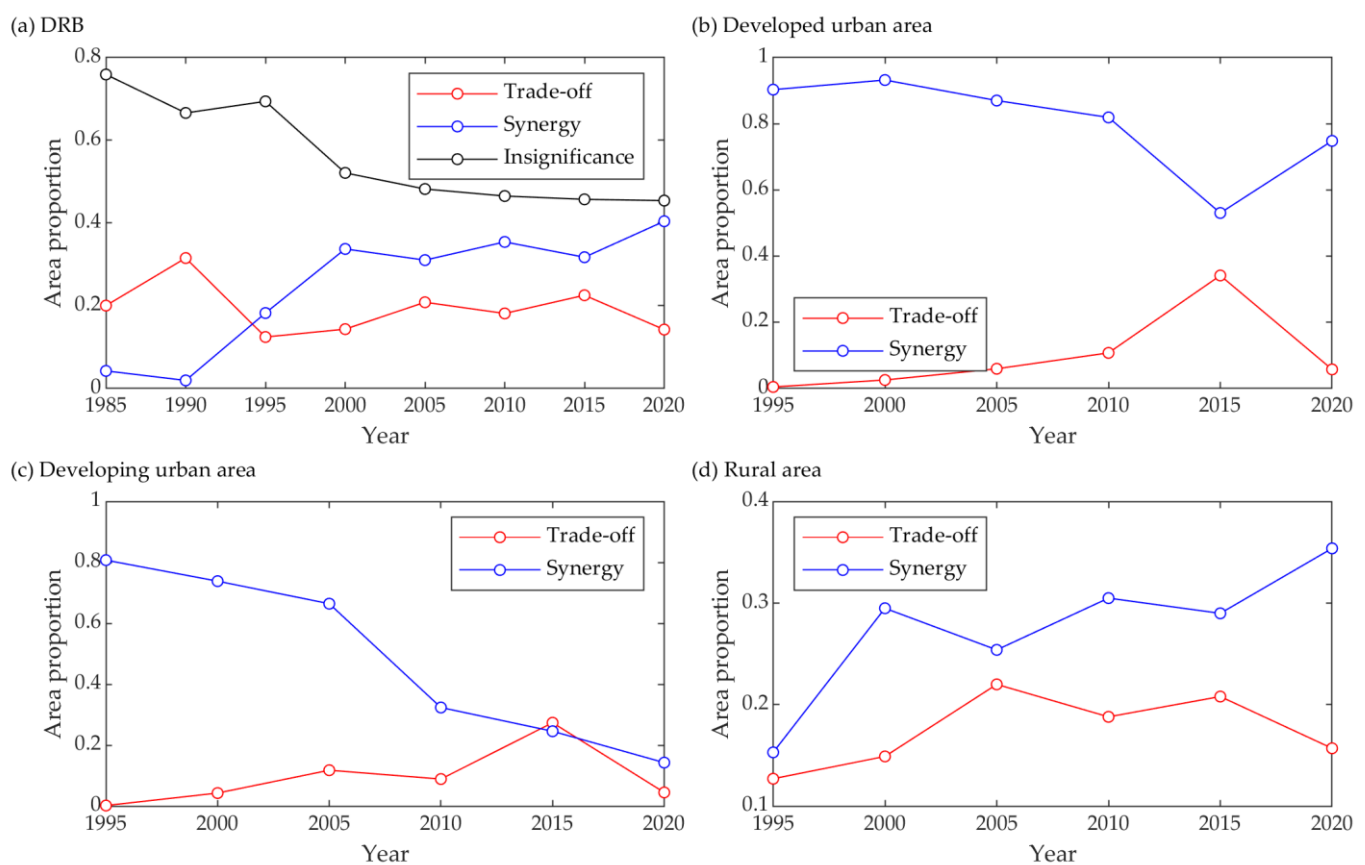 (a) DRB
0.8
0.6
0.4
0.2
0
Area proportion
Trade-off
Synergy
Insignificance
1985 1990 1995 2000 2005 2010 2015 2020
Year
(b) Developed urban area
1
0.8
0.6
0.4
0.2
0
Area proportion
Trade-off
Synergy
1995 2000 2005 2010 2015 2020
Year
(c) Developing urban area
1
0.8
0.6
0.4
0.2
0
Area proportion
Trade-off
Synergy
1995 2000 2005 2010 2015 2020
Year
(d) Rural area
0.4
0.3
0.2
0.1
Area proportion
Trade-off
Synergy
1995 2000 2005 2010 2015 2020
Year